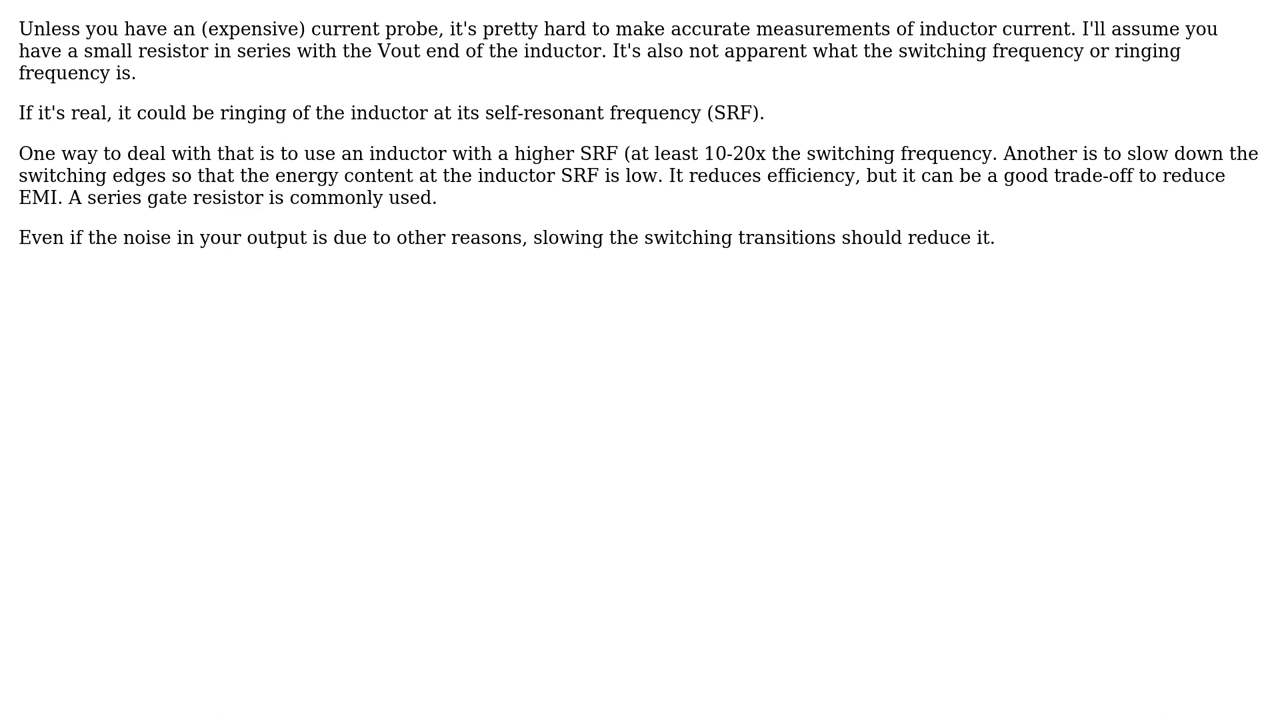 Unless you have an (expensive) current probe, it's pretty hard to make accurate measurements of inductor current. I'll assume you
have a small resistor in series with the Vout end of the inductor. It's also not apparent what the switching frequency or ringing
frequency is.
If it's real, it could be ringing of the inductor at its self-resonant frequency (SRF).
One way to deal with that is to use an inductor with a higher SRF (at least 10-20x the switching frequency. Another is to slow down the
switching edges so that the energy content at the inductor SRF is low. It reduces efficiency, but it can be a good trade-off to reduce
EMI. A series gate resistor is commonly used.
Even if the noise in your output is due to other reasons, slowing the switching transitions should reduce it.